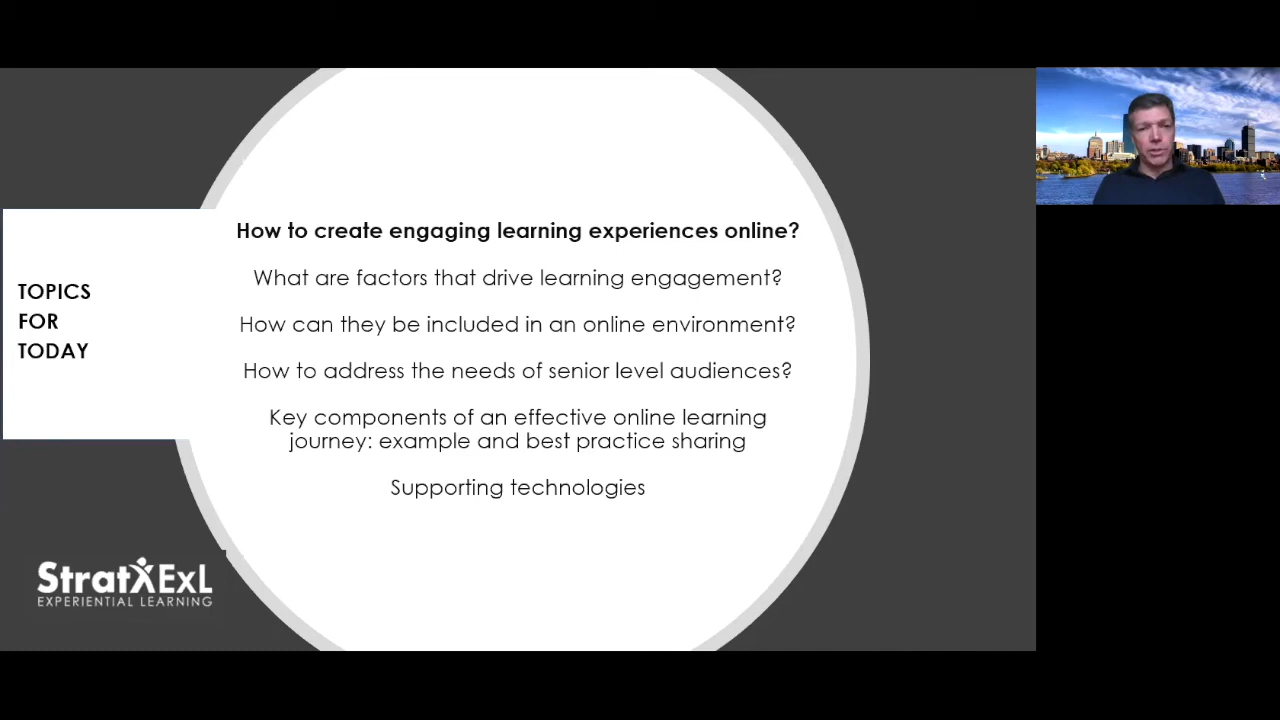 TOPICS
FOR
TODAY
How to create engaging learning experiences online?
What are factors that drive learning engagement?
How can they be included in an online environment?
How to address the needs of senior level audiences?
Key components of an effective online learning
journey: example and best practice sharing
Supporting technologies
StratXExL
EXPERIENTIAL LEARNING